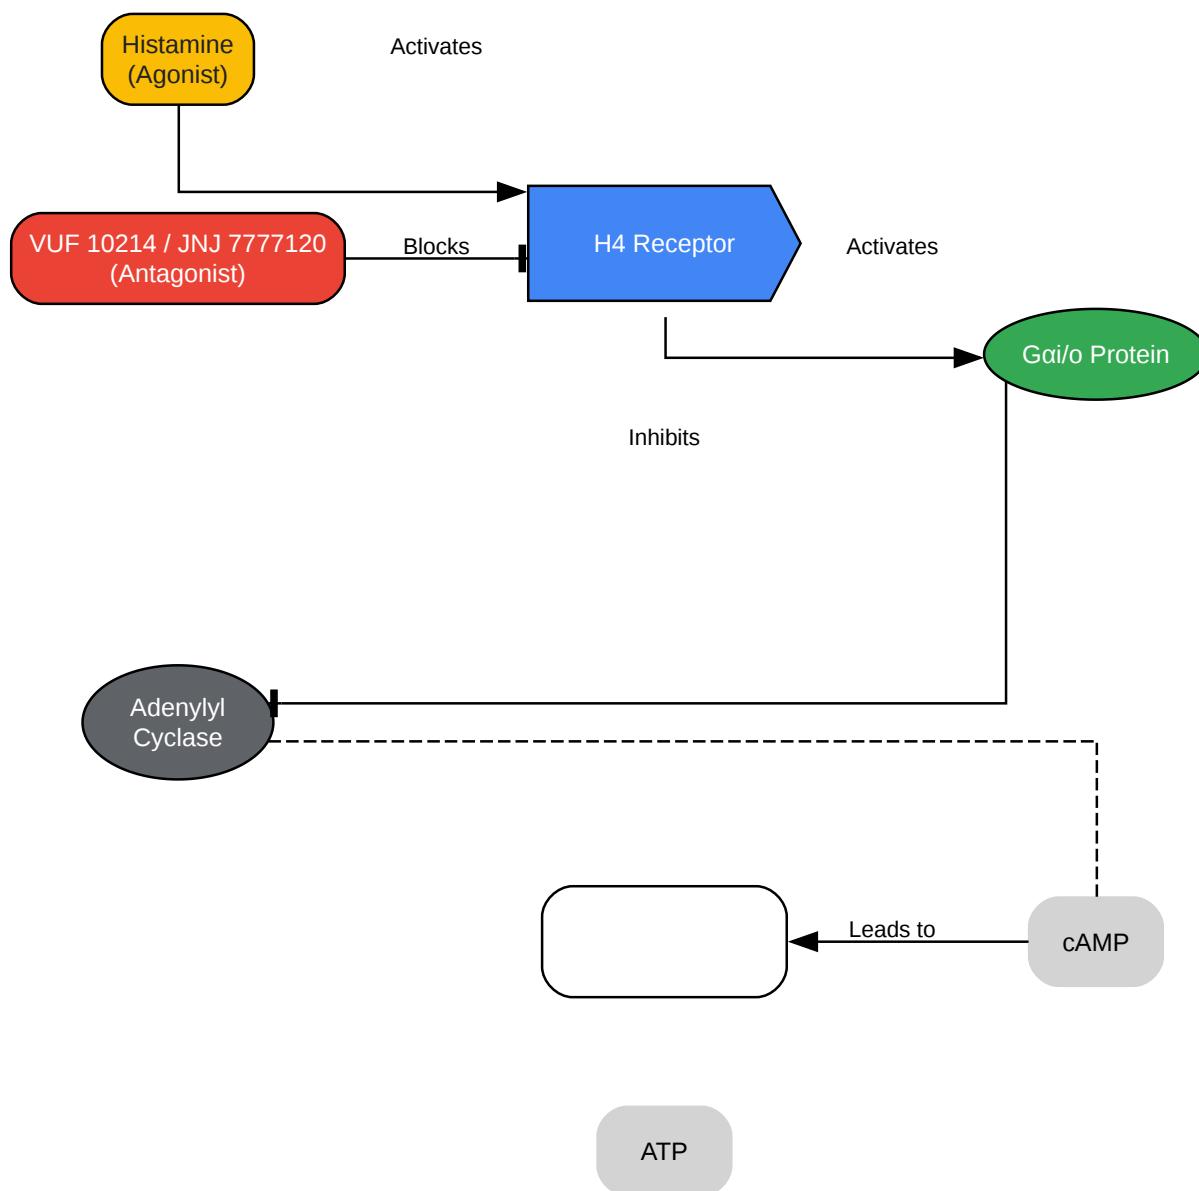 Histamine
(Agonist)
Activates
VUF 10214 / JNJ 7777120
(Antagonist)
Blocks
H4 Receptor
Activates
Gαi/o Protein
Inhibits
Adenylyl
Cyclase
Leads to
cAMP
ATP